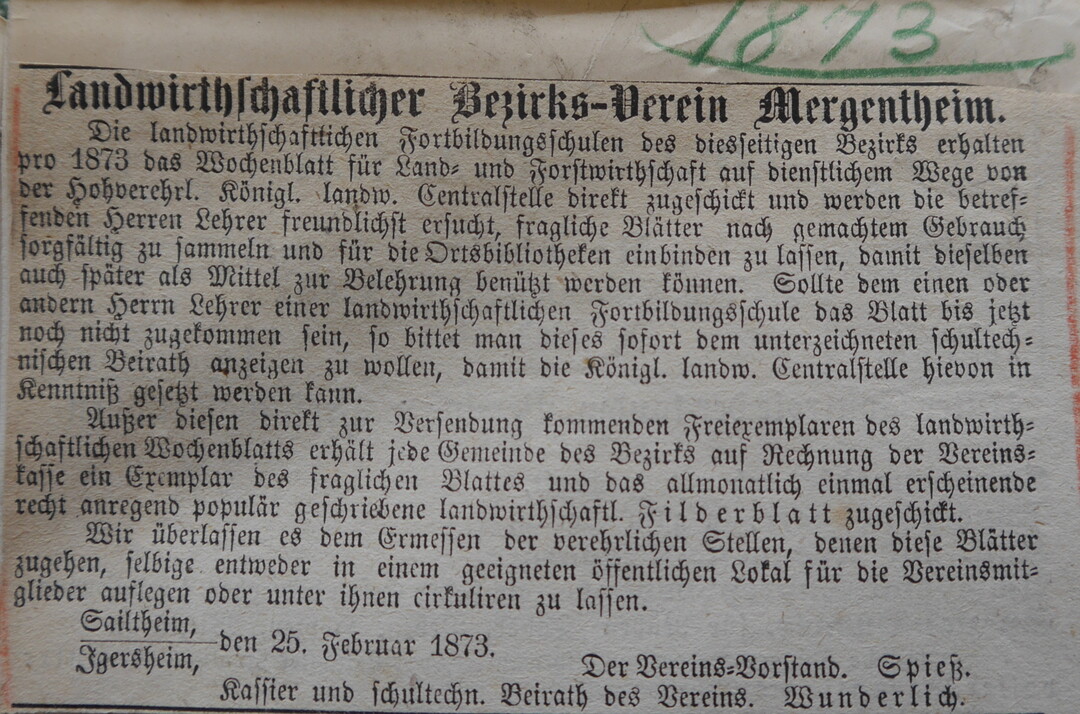 1873
Landwirthschaftlicher Bezirks-Verein Mergentheim.
Die landwirthschaftlichen Fortbildungsschulen des diesseitigen Bezirks erhalten
pro 1873 das Wochenblatt für Land- und Forstwirthschaft auf dienstlichem Wege von
der Hohverehrl. Königl. landw. Centralstelle direkt zugeschickt und werden die betref-
fenden Herren Lehrer freundlichst ersucht, fragliche Blätter nach gemachtem Gebrauch
sorgfältig zu sammeln und für die Ortsbibliotheken einbinden zu lassen, damit dieselben
auch später als Mittel zur Belehrung benützt werden können. Sollte dem einen oder
andern Herrn Lehrer einer landwirthschaftlichen Fortbildungsschule das Blatt bis jetzt
noch nicht zugekommen sein, so bittet man dieses sofort dem unterzeichneten schultech-
nischen Beirath anzeigen zu wollen, damit die Königl. landw. Centralstelle hievon in
Kenntniß gesetzt werden kann.
Außer diesen direkt zur Versendung kommenden Freiexemplaren des landwirth-
schaftlichen Wochenblatts erhält jede Gemeinde des Bezirks auf Rechnung der Vereins-
kasse ein Exemplar des fraglichen Blattes und das allmonatlich einmal erscheinende
recht anregend populär geschriebene landwirthschaftl. Filderblatt zugeschickt.
Wir überlassen es dem Ermessen der verehrlichen Stellen, denen diese Blätter
zugehen, selbige entweder in einem geeigneten öffentlichen Lokal für die Vereinsmit-
glieder auflegen oder unter ihnen cirkuliren zu lassen.
Sailtheim,
Igersheim, den 25. Februar 1873.
Der Vereins-Vorstand. Spieß.
Kassier und schultechn. Beirath des Vereins. Wunderlich.